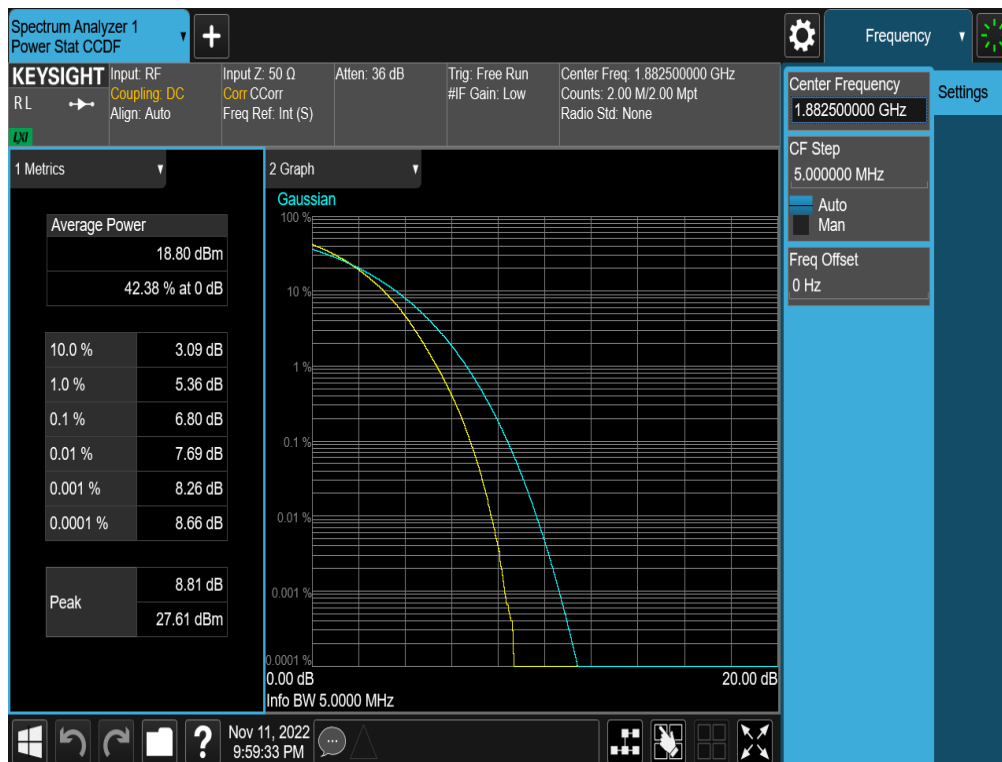 Spectrum Analyzer 1
Power Stat CCDF
+
Frequency
KEYSIGHT
RL
LXI
Input: RF
Coupling: DC
Align: Auto
Input Z: 50 Ω
Corr CCorr
Freq Ref: Int (S)
Atten: 36 dB
Trig: Free Run
#IF Gain: Low
Center Freq: 1.882500000 GHz
Counts: 2.00 M/2.00 Mpt
Radio Std: None
Center Frequency
1.882500000 GHz
Settings
CF Step
5.000000 MHz
Auto
Man
Freq Offset
0 Hz
1 Metrics
Average Power
18.80 dBm
42.38 % at 0 dB
10.0 % 3.09 dB
1.0 % 5.36 dB
0.1 % 6.80 dB
0.01 % 7.69 dB
0.001 % 8.26 dB
0.0001 % 8.66 dB
Peak
8.81 dB
27.61 dBm
2 Graph
Gaussian
100 %
10 %
1 %
0.1 %
0.01 %
0.001 %
0.0001 %
0.00 dB 20.00 dB
Info BW 5.0000 MHz
?
Nov 11, 2022
9:59:33 PM